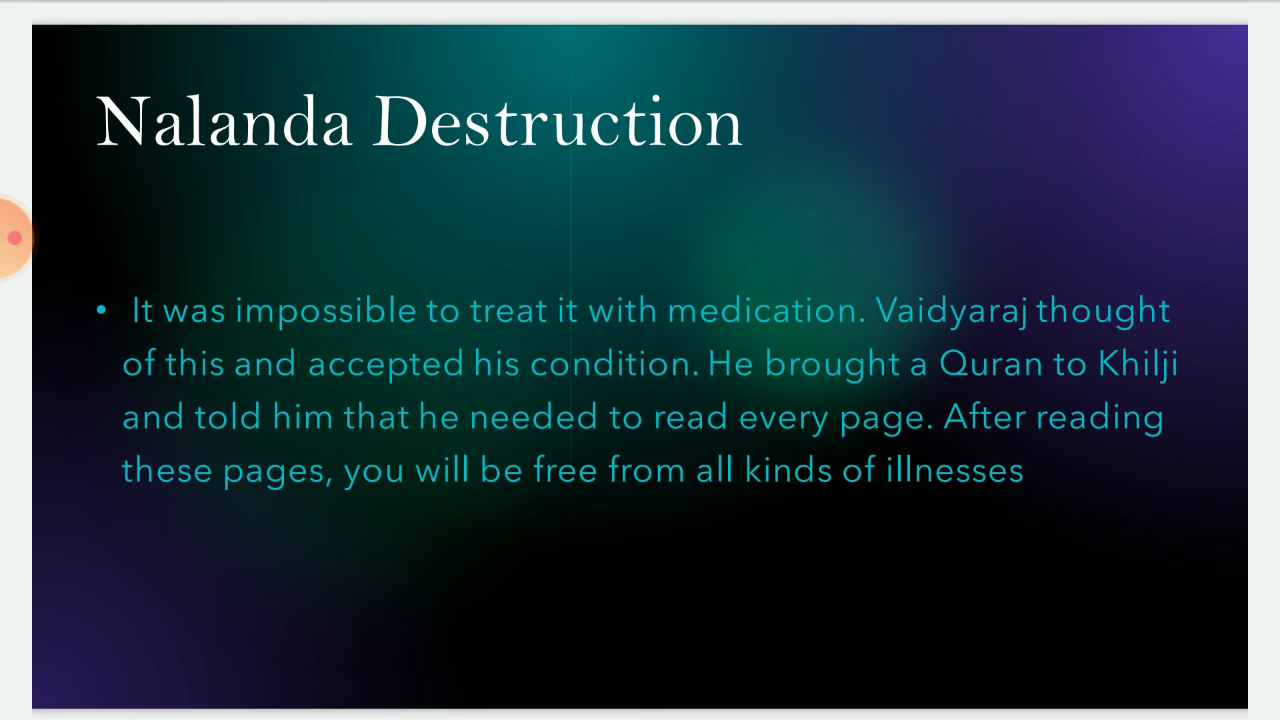 Nalanda Destruction
• It was impossible to treat it with medication. Vaidyaraj thought
of this and accepted his condition. He brought a Quran to Khilji
and told him that he needed to read every page. After reading
these pages, you will be free from all kinds of illnesses